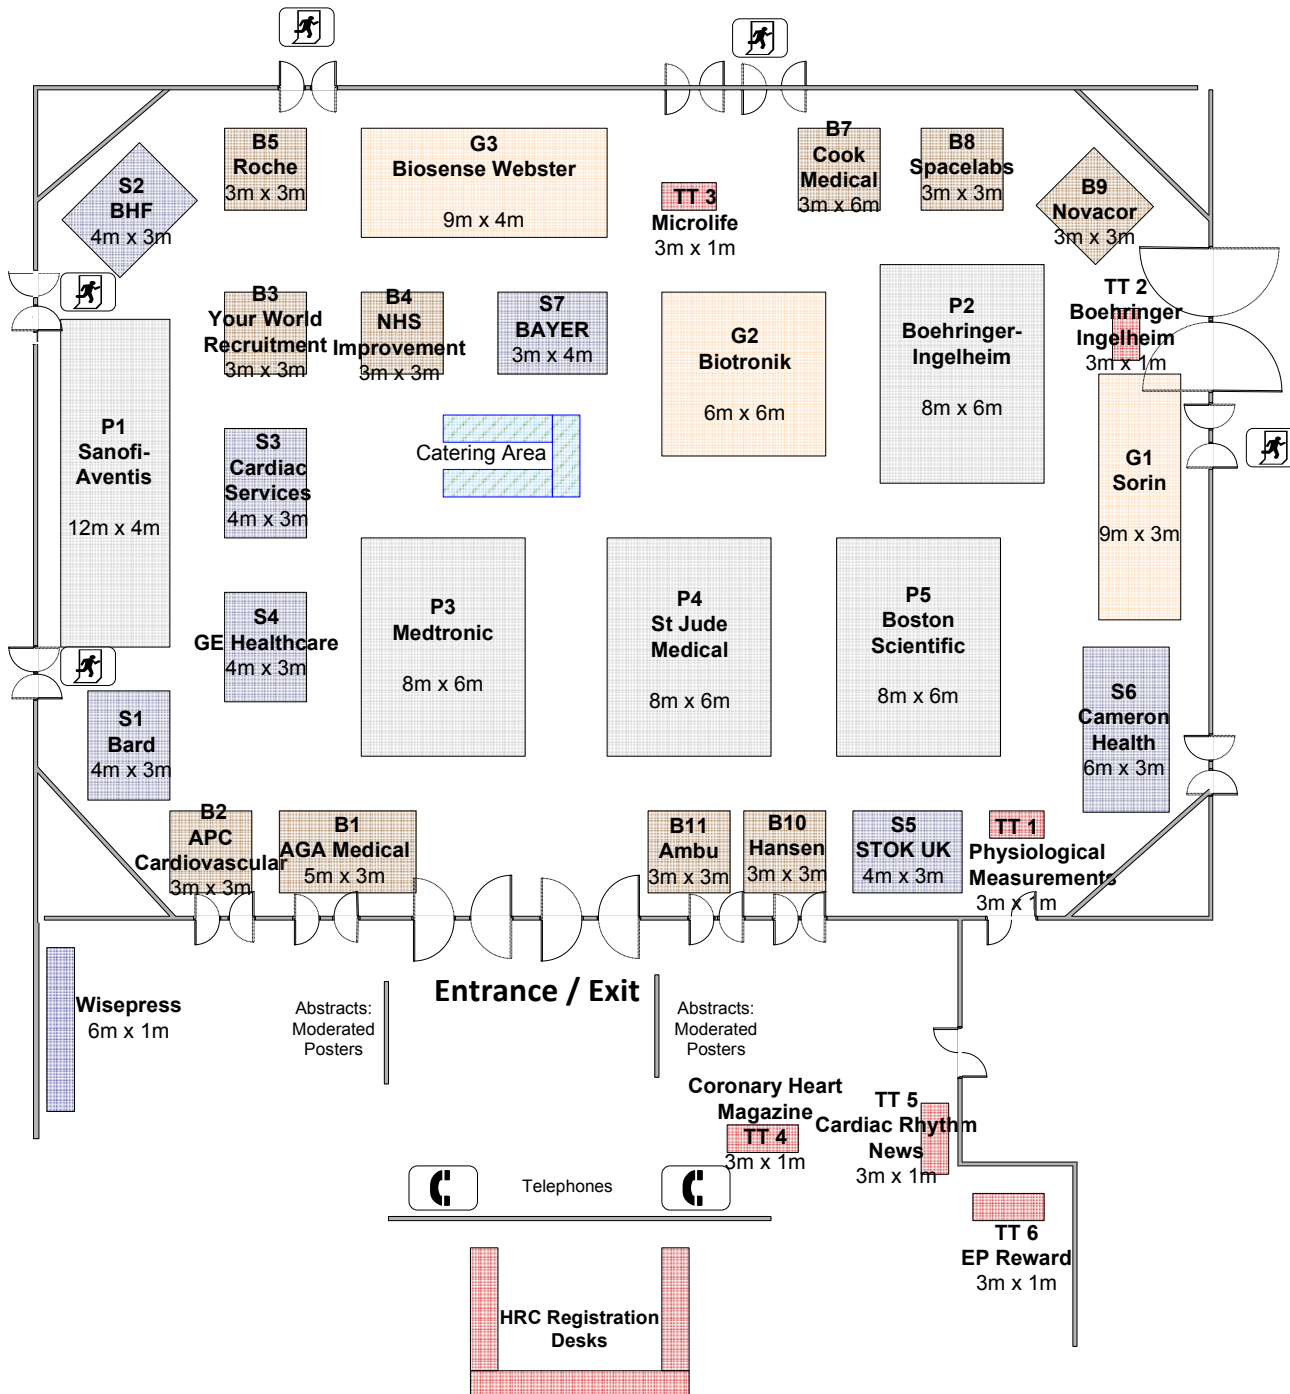 B5
Roche
3m x 3m
G3
Biosense Webster
9m x 4m
B7
Cook
Medical
3m x 6m
B8
Spacelabs
3m x 3m
S2
BHF
4m x 3m
TT 3
Microlife
3m x 1m
B9
Novacor
3m x 3m
B3
Your World
Recruitment
3m x 3m
B4
NHS
Improvement
3m x 3m
S7
BAYER
3m x 4m
G2
Biotronik
6m x 6m
P2
Boehringer-
Ingelheim
8m x 6m
TT 2
Boehringer
Ingelheim
3m x 1m
P1
Sanofi-
Aventis
12m x 4m
S3
Cardiac
Services
4m x 3m
Catering Area
G1
Sorin
9m x 3m
S4
GE Healthcare
4m x 3m
P3
Medtronic
8m x 6m
P4
St Jude
Medical
8m x 6m
P5
Boston
Scientific
8m x 6m
S1
Bard
4m x 3m
S6
Cameron
Health
6m x 3m
B2
APC
Cardiovascular
3m x 3m
B1
AGA Medical
5m x 3m
B11
Ambu
3m x 3m
B10
Hansen
3m x 3m
S5
STOK UK
4m x 3m
TT 1
Physiological
Measurements
3m x 1m
Wisepress
6m x 1m
Abstracts:
Moderated
Posters
Entrance / Exit
Abstracts:
Moderated
Posters
Coronary Heart
Magazine
TT 4
3m x 1m
TT 5
Cardiac Rhythm
News
3m x 1m
Telephones
TT 6
EP Reward
3m x 1m
HRC Registration
Desks